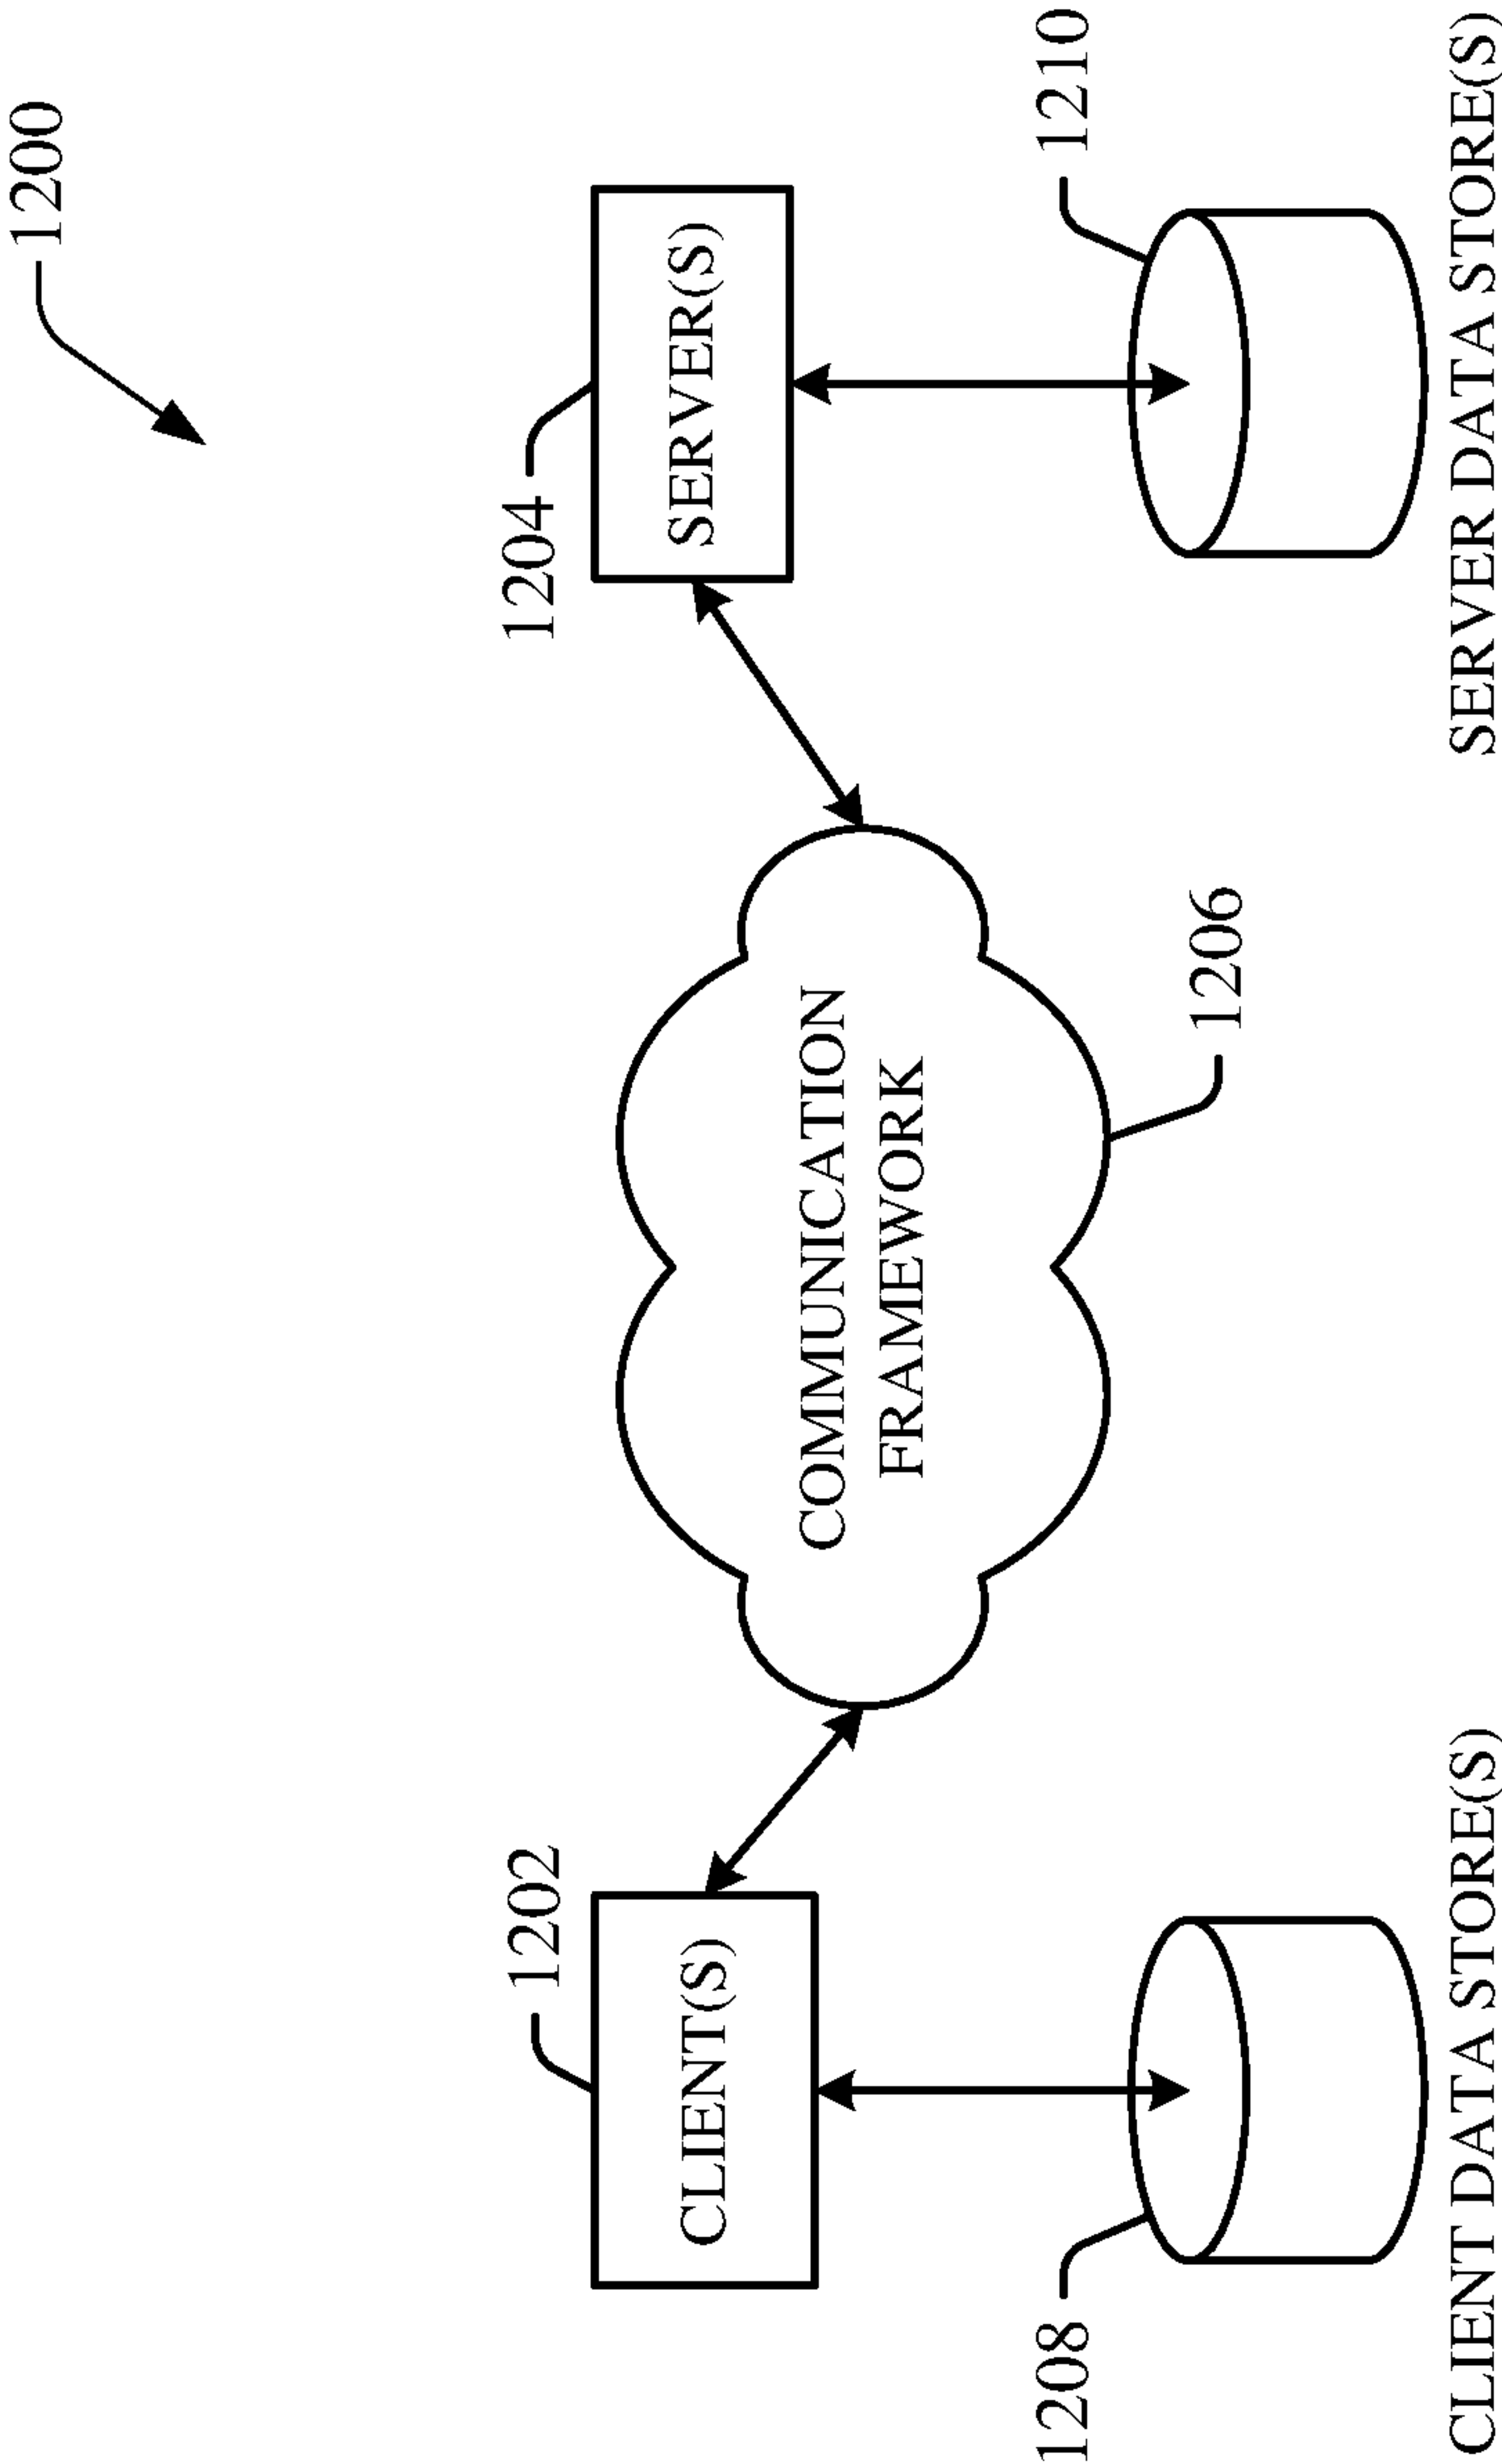 1200
1202
1204
CLIENT(S)
SERVER(S)
COMMUNICATION
FRAMEWORK
1208
1206
1210
CLIENT DATA STORE(S)
SERVER DATA STORE(S)